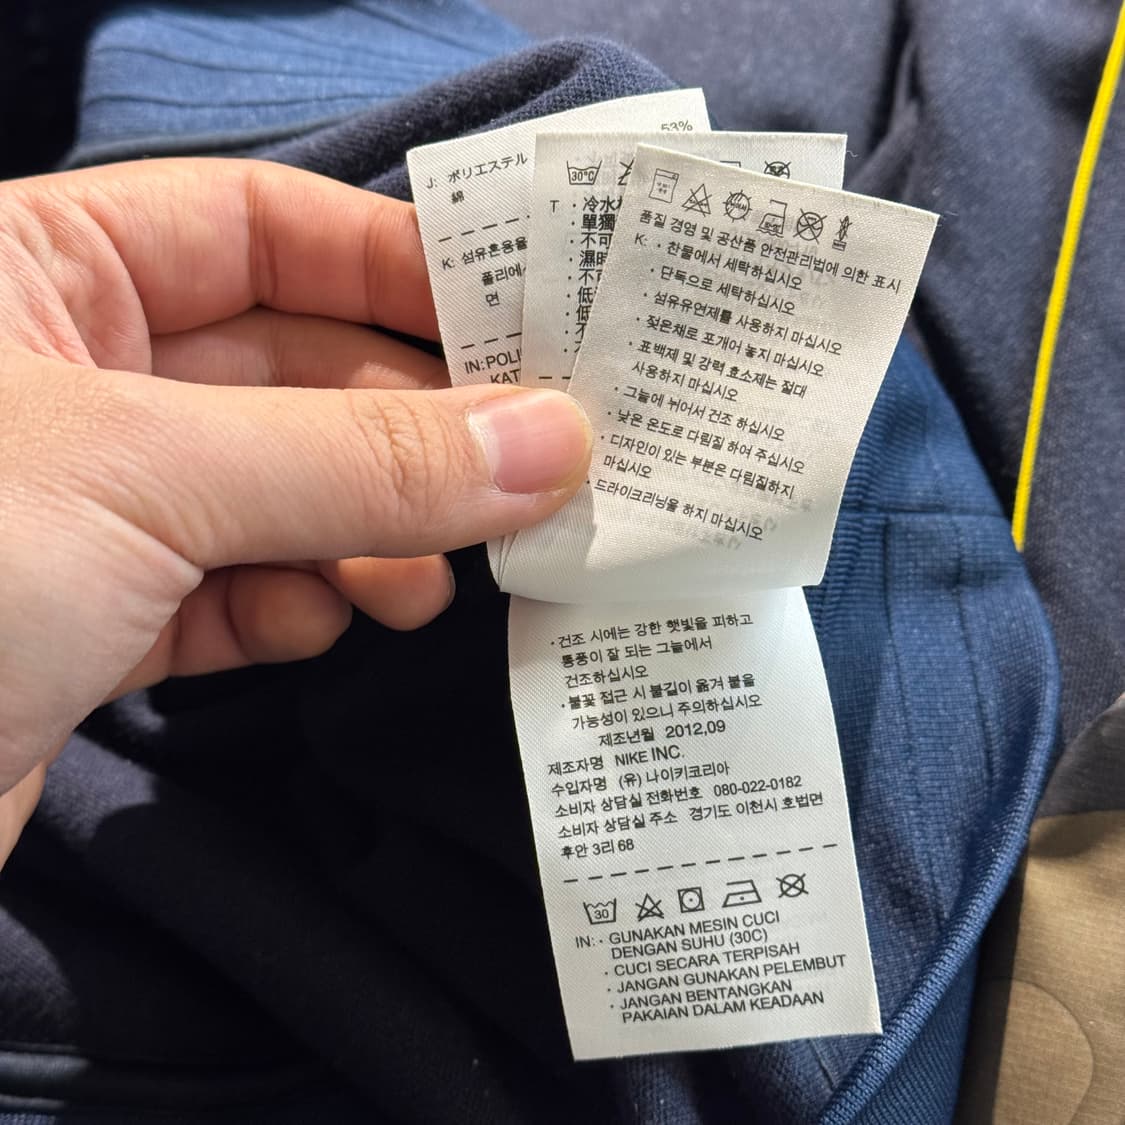 53%
J: ポリエステル
綿
K: 섬유혼용율
폴리에
면
IN: POL
KAT
30°C
T · 冷水
· 單獨
· 不可
· 濕時
· 不可
· 低
· 低
· 不
품질 경영 및 공산품 안전관리법에 의한 표시
K: · 찬물에서 세탁하십시오
· 단독으로 세탁하십시오
· 섬유유연제를 사용하지 마십시오
· 젖은채로 포개어 놓지 마십시오
· 표백제 및 강력 효소제는 절대
사용하지 마십시오
· 그늘에 뉘어서 건조 하십시오
· 낮은 온도로 다림질 하여 주십시오
· 디자인이 있는 부분은 다림질하지
마십시오
· 드라이크리닝을 하지 마십시오
· 건조 시에는 강한 햇빛을 피하고
통풍이 잘 되는 그늘에서
건조하십시오
· 불꽃 접근 시 불길이 옮겨 붙을
가능성이 있으니 주의하십시오
제조년월 2012,09
제조자명 NIKE INC.
수입자명 (유) 나이키코리아
소비자 상담실 전화번호 080-022-0182
소비자 상담실 주소 경기도 이천시 호법면
후안 3리 68
30
IN: · GUNAKAN MESIN CUCI
DENGAN SUHU (30C)
· CUCI SECARA TERPISAH
· JANGAN GUNAKAN PELEMBUT
· JANGAN BENTANGKAN
PAKAIAN DALAM KEADAAN